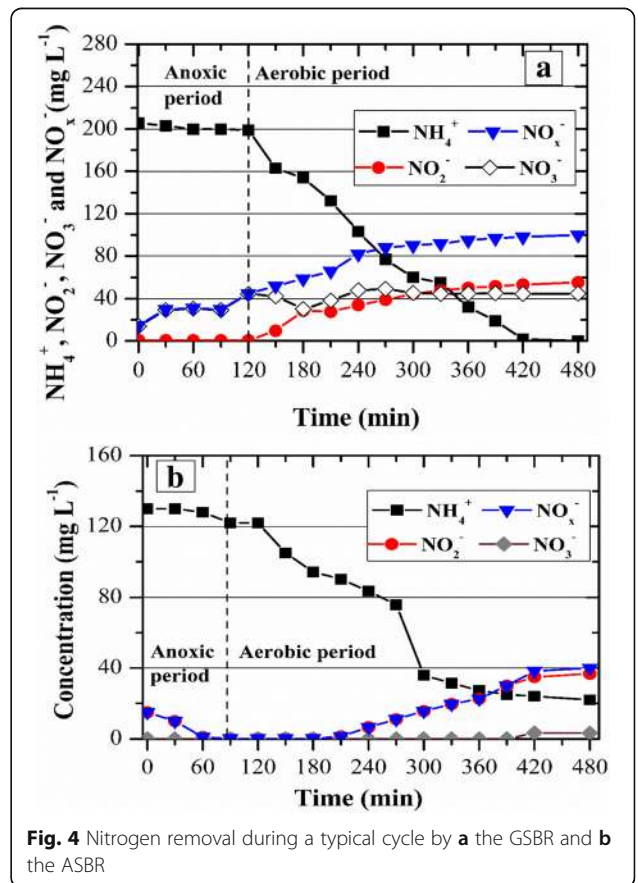 NH₄⁺, NO₂⁻, NO₃⁻ and NOₓ⁻ (mg L⁻¹)
280
240
200
160
120
80
40
0
Anoxic period
Aerobic period
a
NH₄⁺ NOₓ⁻
NO₂⁻ NO₃⁻
0 60 120 180 240 300 360 420 480
Time (min)
Concentration (mg L⁻¹)
160
120
80
40
0
b
NH₄⁺ NOₓ⁻
NO₂⁻ NO₃⁻
Anoxic period
Aerobic period
0 60 120 180 240 300 360 420 480
Time (min)
Fig. 4 Nitrogen removal during a typical cycle by a the GSBR and b
the ASBR